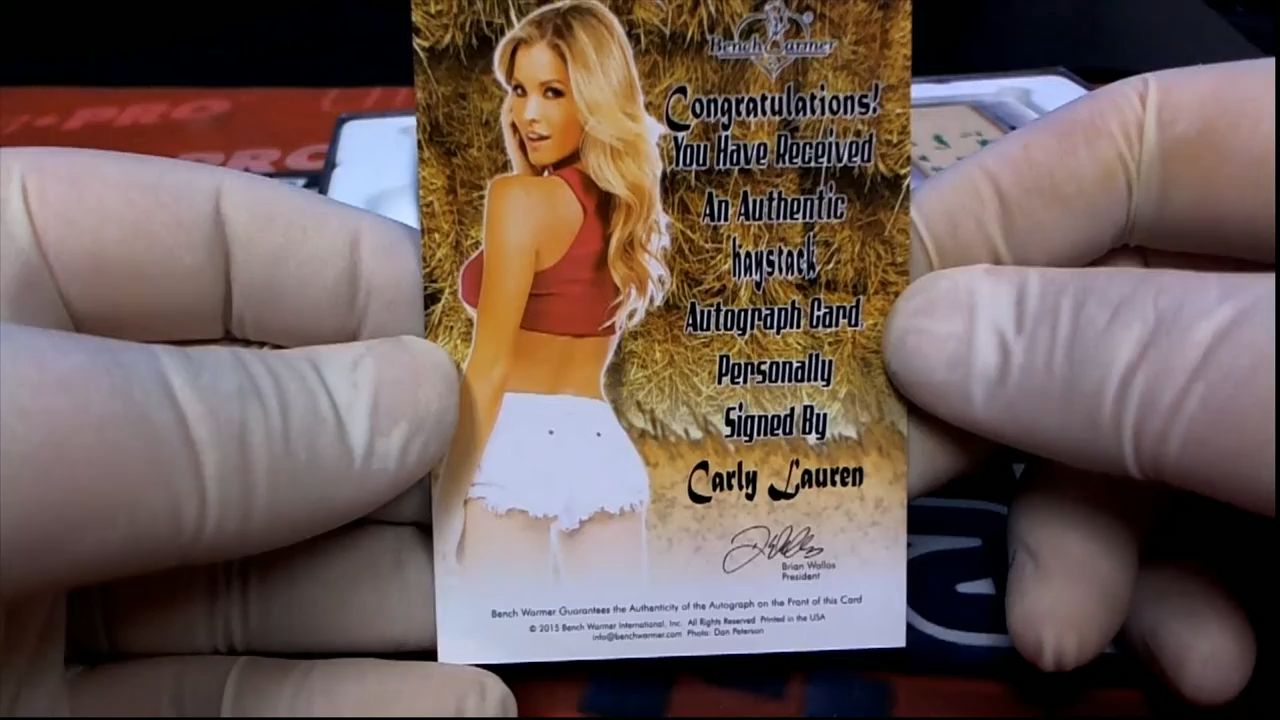 PRO
PRO
Bench Warmer
Congratulations!
You Have Received
An Authentic
haystack
Autograph Card
Personally
Signed By
Carly Lauren
Brian Wallos
President
Bench Warmer Guarantees the Authenticity of the Autograph on the Front of this Card
© 2015 Bench Warmer International, Inc. All Rights Reserved Printed in the USA
info@benchwarmer.com Photo: Dan Peterson